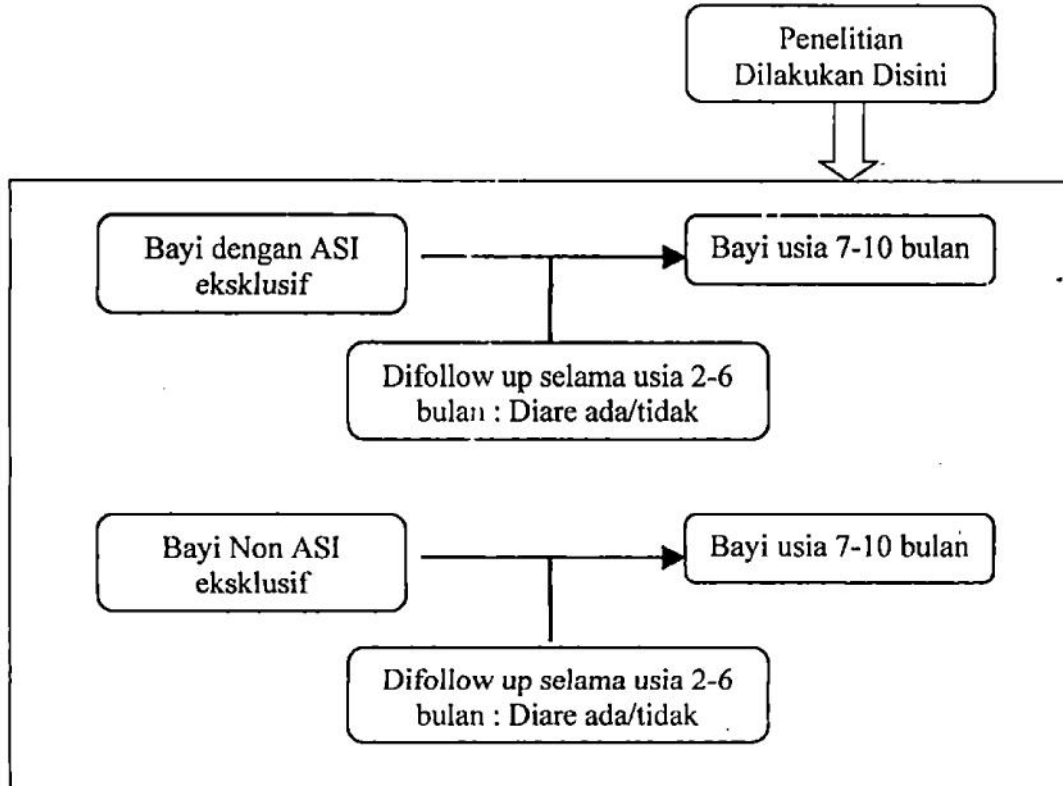 Penelitian
Dilakukan Disini
Bayi dengan ASI
eksklusif
Bayi usia 7-10 bulan
Difollow up selama usia 2-6
bulan : Diare ada/tidak
Bayi Non ASI
eksklusif
Bayi usia 7-10 bulan
Difollow up selama usia 2-6
bulan : Diare ada/tidak